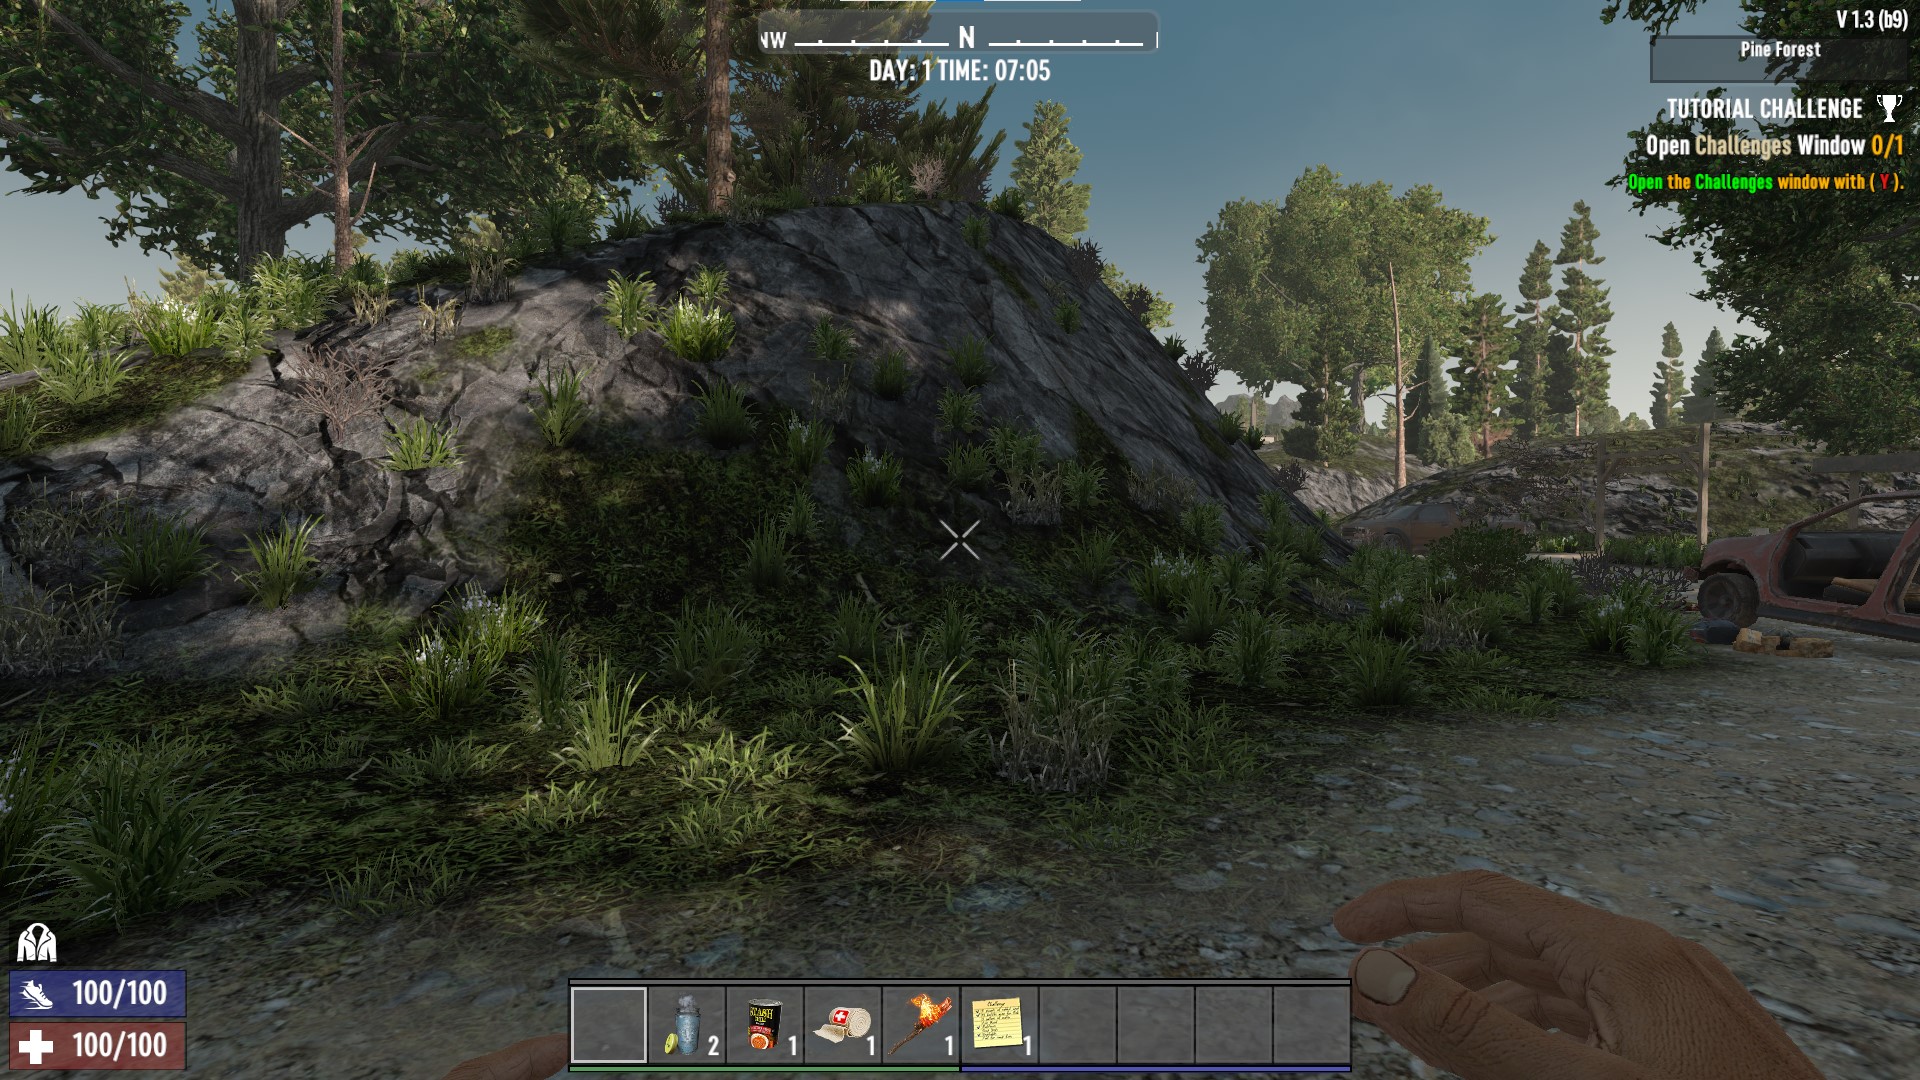 NW N
DAY: 1 TIME: 07:05
V 1.3 (b9)
Pine Forest
TUTORIAL CHALLENGE
Open Challenges Window 0/1
Open the Challenges window with ( Y ).
100/100
100/100
2
1
1
1
1